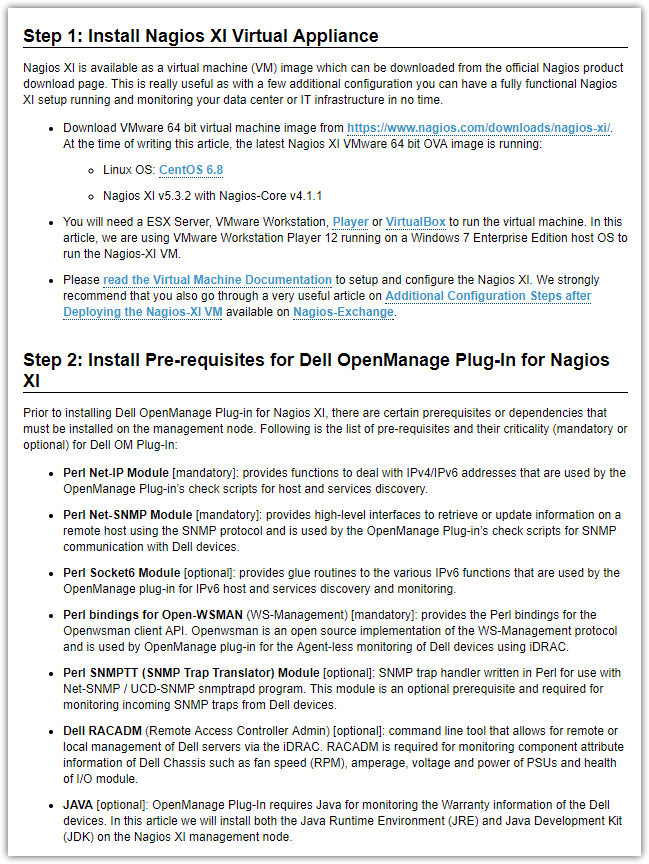 Step 1: Install Nagios XI Virtual Appliance
Nagios XI is available as a virtual machine (VM) image which can be downloaded from the official Nagios product
download page. This is really useful as with a few additional configuration you can have a fully functional Nagios
XI setup running and monitoring your data center or IT infrastructure in no time.
• Download VMware 64 bit virtual machine image from https://www.nagios.com/downloads/nagios-xi/.
At the time of writing this article, the latest Nagios XI VMware 64 bit OVA image is running:
◦ Linux OS: CentOS 6.8
◦ Nagios XI v5.3.2 with Nagios-Core v4.1.1
• You will need a ESX Server, VMware Workstation, Player or VirtualBox to run the virtual machine. In this
article, we are using VMware Workstation Player 12 running on a Windows 7 Enterprise Edition host OS to
run the Nagios-XI VM.
• Please read the Virtual Machine Documentation to setup and configure the Nagios XI. We strongly
recommend that you also go through a very useful article on Additional Configuration Steps after
Deploying the Nagios-XI VM available on Nagios-Exchange.
Step 2: Install Pre-requisites for Dell OpenManage Plug-In for Nagios
XI
Prior to installing Dell OpenManage Plug-in for Nagios XI, there are certain prerequisites or dependencies that
must be installed on the management node. Following is the list of pre-requisites and their criticality (mandatory or
optional) for Dell OM Plug-In:
• Perl Net-IP Module [mandatory]: provides functions to deal with IPv4/IPv6 addresses that are used by the
OpenManage Plug-in's check scripts for host and services discovery.
• Perl Net-SNMP Module [mandatory]: provides high-level interfaces to retrieve or update information on a
remote host using the SNMP protocol and is used by the OpenManage Plug-in's check scripts for SNMP
communication with Dell devices.
• Perl Socket6 Module [optional]: provides glue routines to the various IPv6 functions that are used by the
OpenManage plug-in for IPv6 host and services discovery and monitoring.
• Perl bindings for Open-WSMAN (WS-Management) [mandatory]: provides the Perl bindings for the
Openwsman client API. Openwsman is an open source implementation of the WS-Management protocol
and is used by OpenManage plug-in for the Agent-less monitoring of Dell devices using iDRAC.
• Perl SNMPTT (SNMP Trap Translator) Module [optional]: SNMP trap handler written in Perl for use with
Net-SNMP / UCD-SNMP snmptrapd program. This module is an optional prerequisite and required for
monitoring incoming SNMP traps from Dell devices.
• Dell RACADM (Remote Access Controller Admin) [optional]: command line tool that allows for remote or
local management of Dell servers via the iDRAC. RACADM is required for monitoring component attribute
information of Dell Chassis such as fan speed (RPM), amperage, voltage and power of PSUs and health
of I/O module.
• JAVA [optional]: OpenManage Plug-In requires Java for monitoring the Warranty information of the Dell
devices. In this article we will install both the Java Runtime Environment (JRE) and Java Development Kit
(JDK) on the Nagios XI management node.